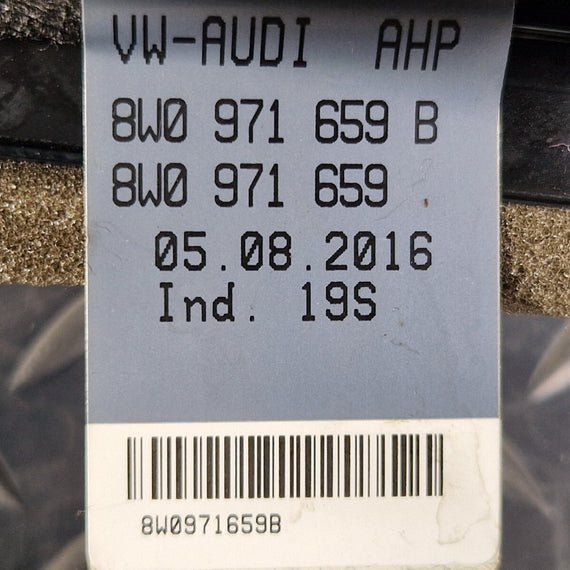 VW-AUDI AHP
8W0 971 659 B
8W0 971 659
05.08.2016
Ind. 19S
8W0971659B